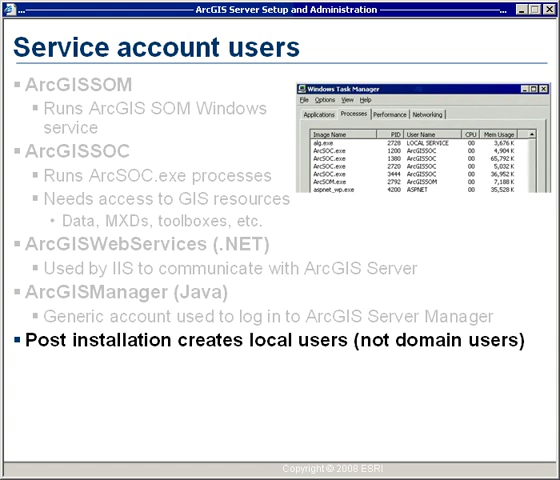 ... ArcGIS Server Setup and Administration
Service account users
▪ ArcGISSOM
▪ Runs ArcGIS SOM Windows
service
▪ ArcGISSOC
▪ Runs ArcSOC.exe processes
▪ Needs access to GIS resources
• Data, MXDs, toolboxes, etc.
▪ ArcGISWebServices (.NET)
▪ Used by IIS to communicate with ArcGIS Server
▪ ArcGISManager (Java)
▪ Generic account used to log in to ArcGIS Server Manager
▪ Post installation creates local users (not domain users)
Windows Task Manager
File Options View Help
Applications Processes Performance Networking
Image Name PID User Name CPU Mem Usage
alg.exe 2728 LOCAL SERVICE 00 3,676 K
ArcSOC.exe 1200 ArcGISSOC 00 4,904 K
ArcSOC.exe 1380 ArcGISSOC 00 65,792 K
ArcSOC.exe 2720 ArcGISSOC 00 5,032 K
ArcSOC.exe 3444 ArcGISSOC 00 36,952 K
ArcSOM.exe 2792 ArcGISSOM 00 7,188 K
aspnet_wp.exe 4200 ASPNET 00 35,528 K
Copyright © 2008 ESRI